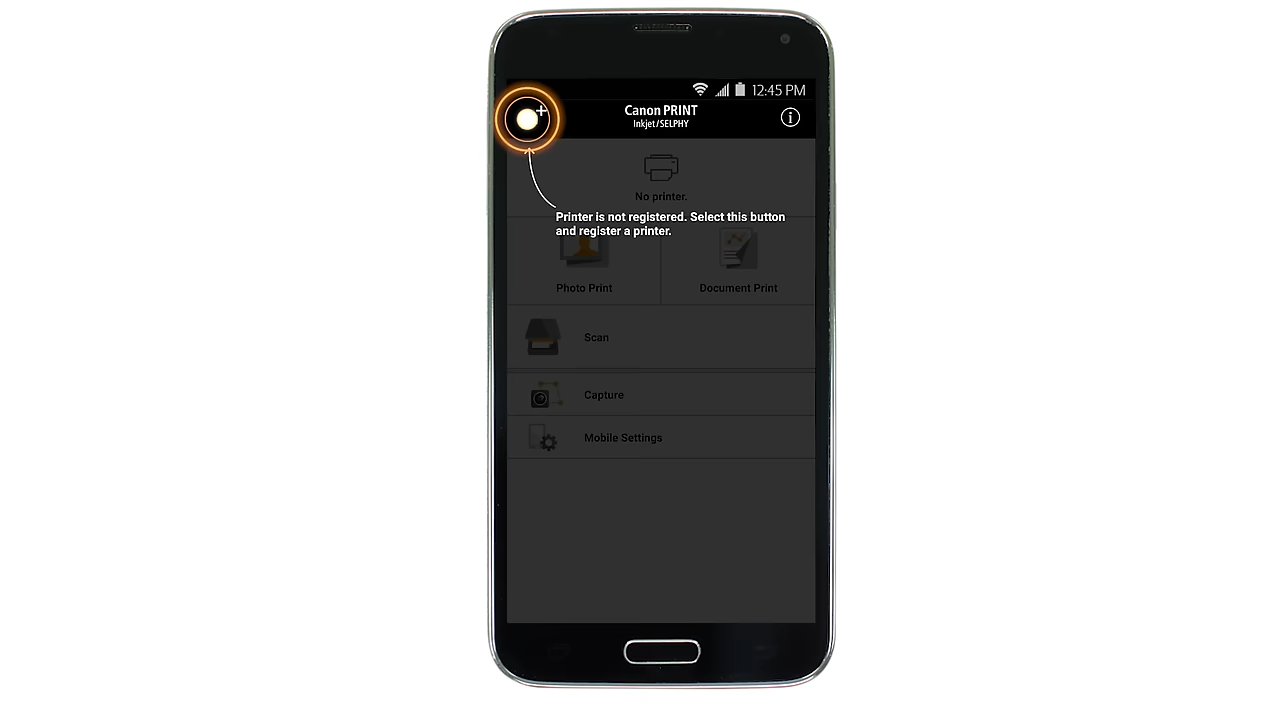 12:45 PM
Canon PRINT
Inkjet/SELPHY
No printer.
Printer is not registered. Select this button
and register a printer.
Photo Print
Document Print
Scan
Capture
Mobile Settings